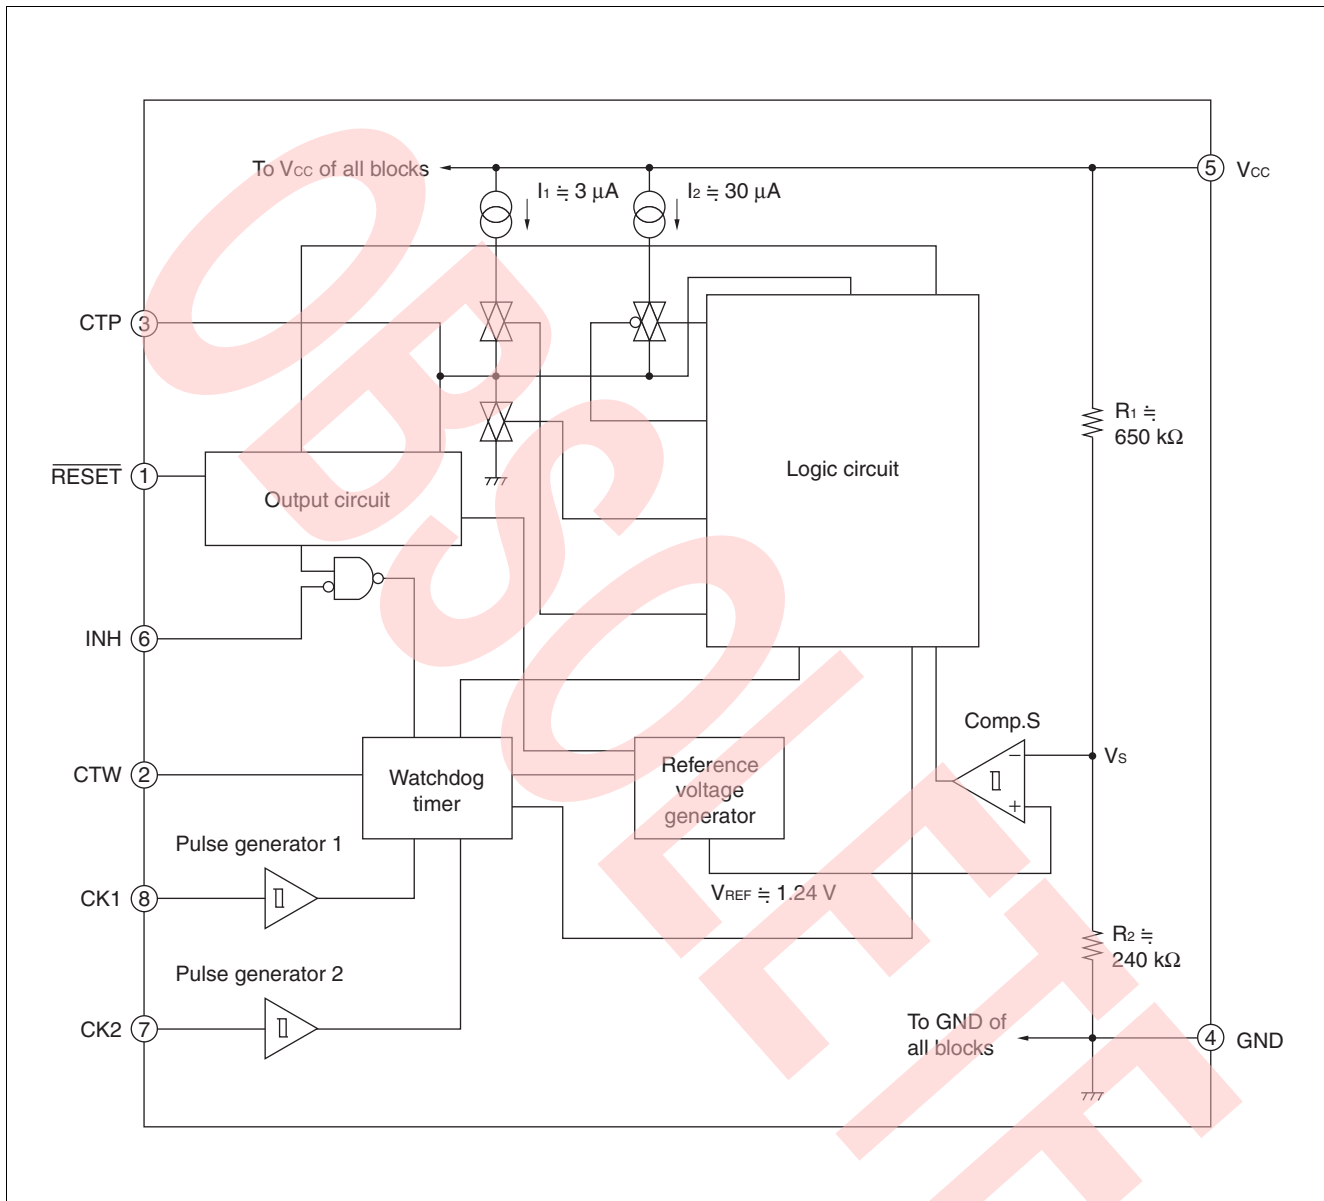 To VCC of all blocks
I1 ≒ 3 μA
I2 ≒ 30 μA
5
VCC
CTP
3
R1 ≒
650 kΩ
RESET
1
Output circuit
Logic circuit
INH
6
Comp.S
VS
−
+
CTW
2
Watchdog
timer
Reference
voltage
generator
VREF ≒ 1.24 V
Pulse generator 1
CK1
8
R2 ≒
240 kΩ
Pulse generator 2
CK2
7
To GND of
all blocks
4
GND
OBSOLETE